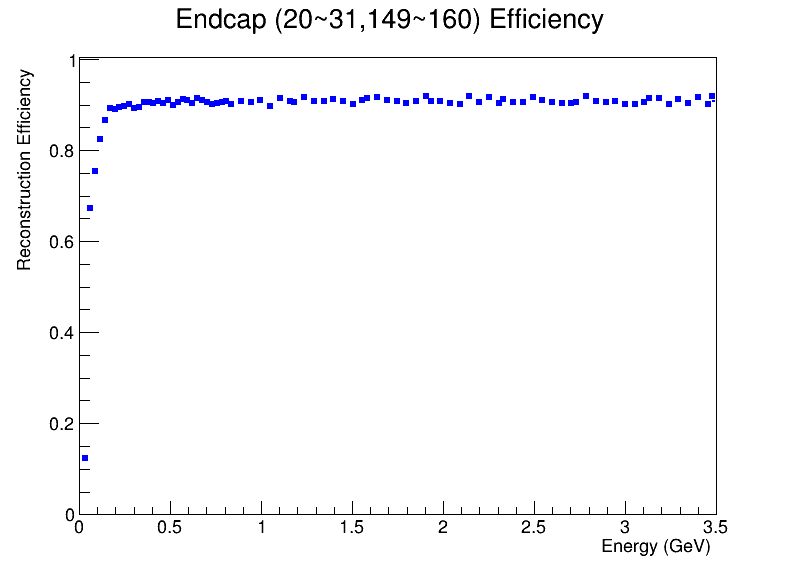 Endcap (20~31,149~160) Efficiency
Reconstruction Efficiency
1
0.8
0.6
0.4
0.2
0
0 0.5 1 1.5 2 2.5 3 3.5
Energy (GeV)